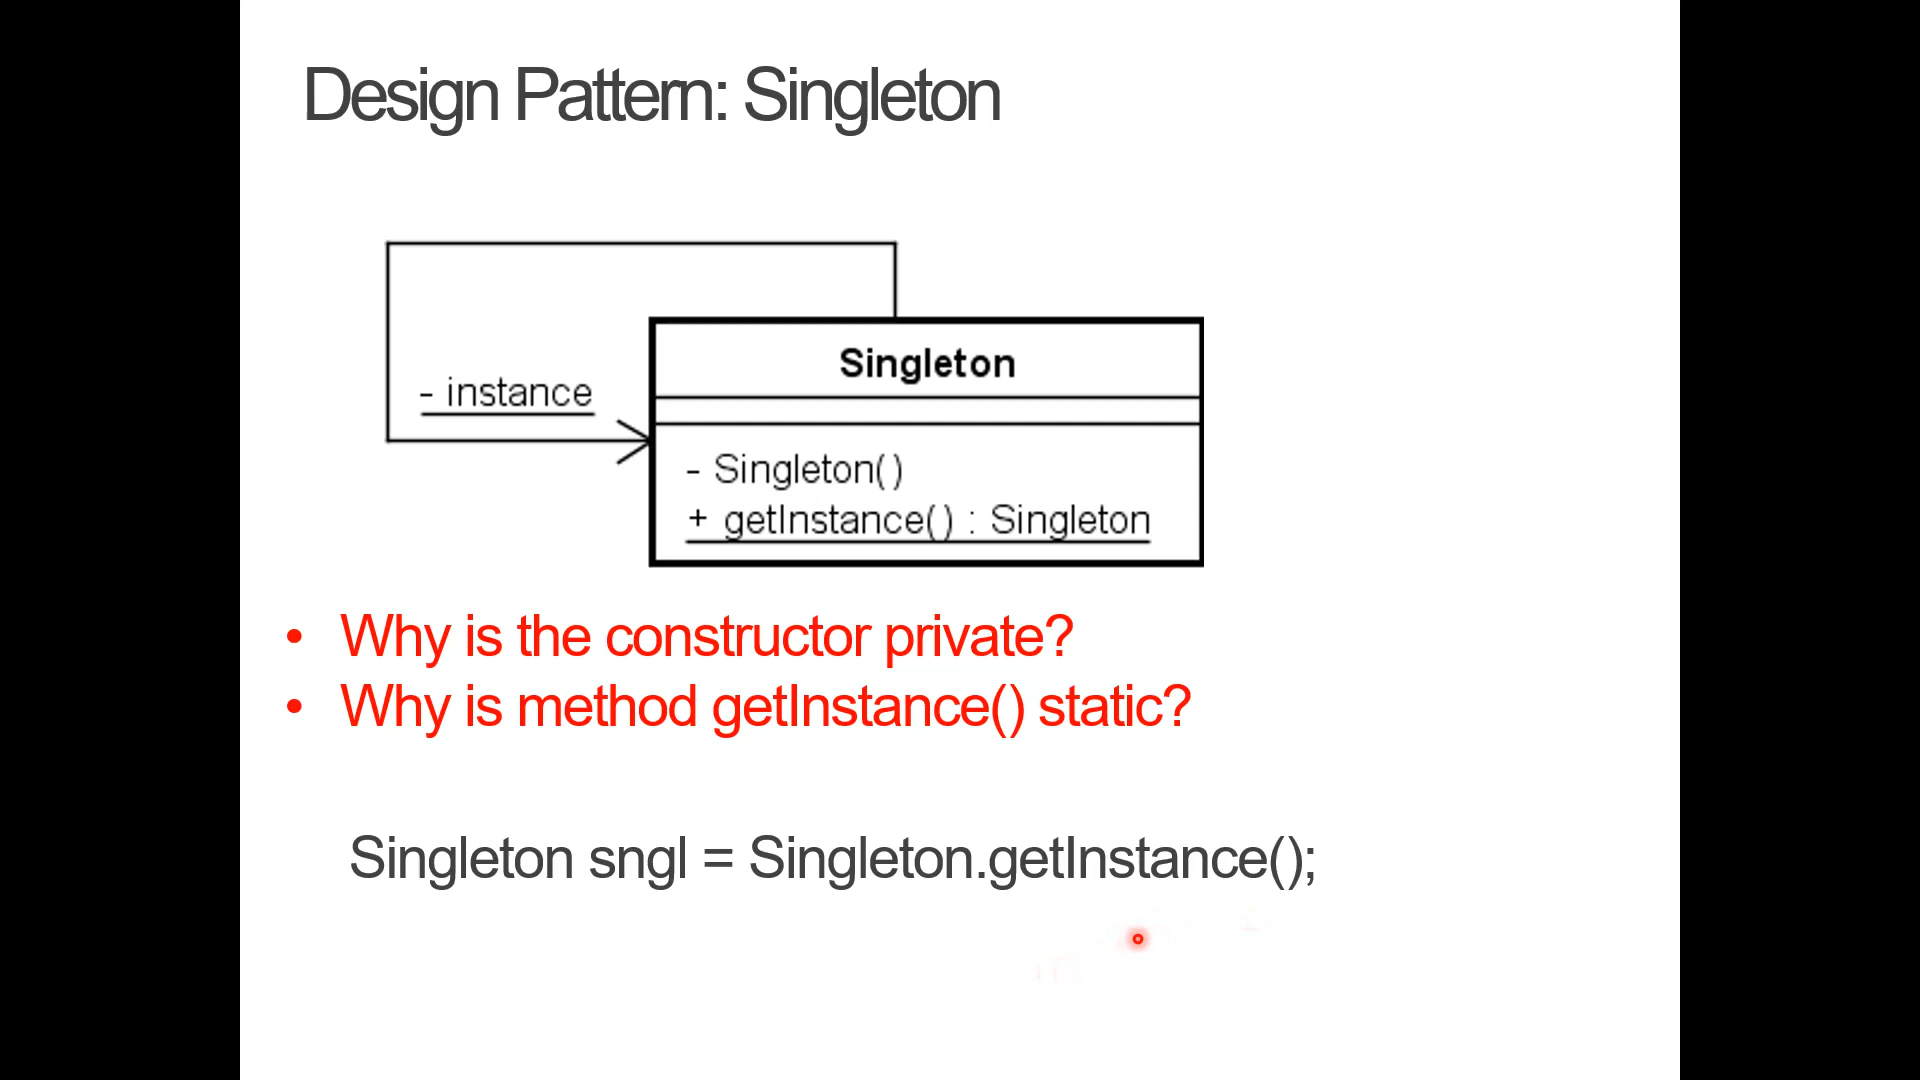 Design Pattern: Singleton
Singleton
- instance
- Singleton()
+ getInstance() : Singleton
• Why is the constructor private?
• Why is method getInstance() static?
Singleton sngl = Singleton.getInstance();